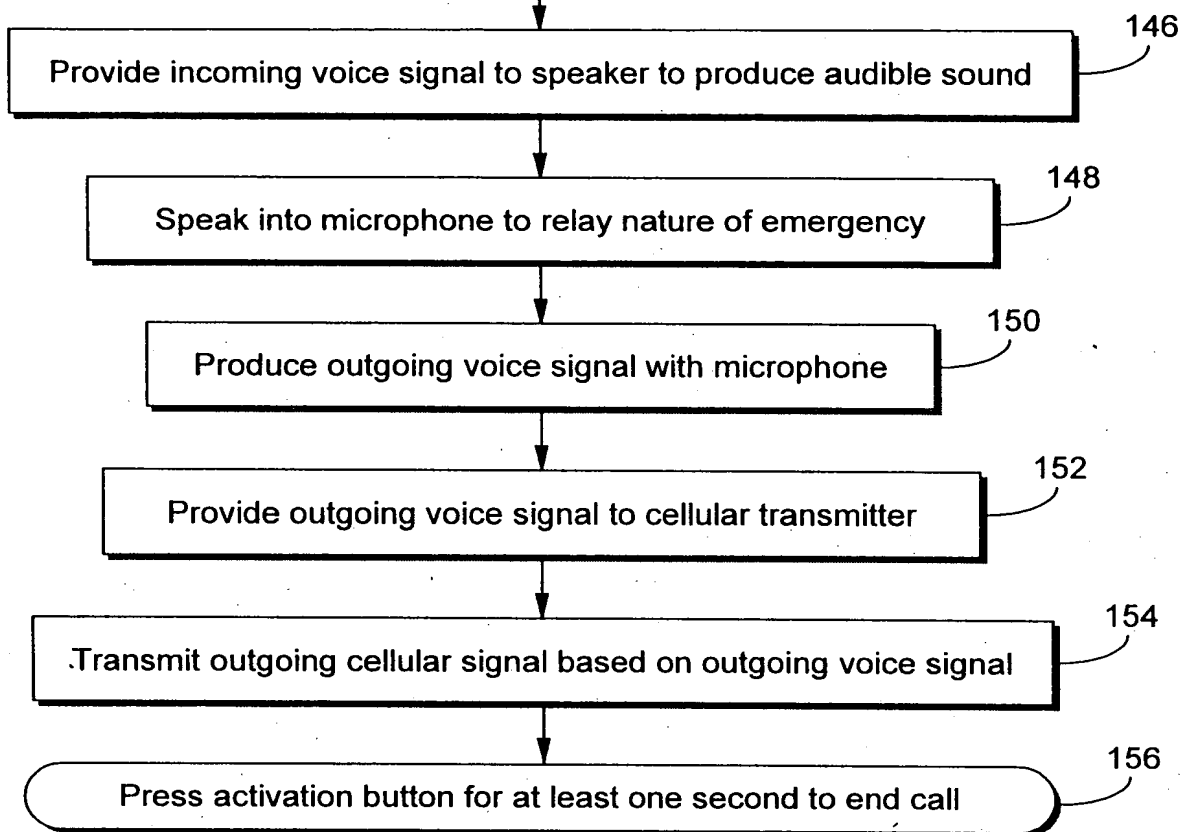 146
Provide incoming voice signal to speaker to produce audible sound
148
Speak into microphone to relay nature of emergency
150
Produce outgoing voice signal with microphone
152
Provide outgoing voice signal to cellular transmitter
154
Transmit outgoing cellular signal based on outgoing voice signal
156
Press activation button for at least one second to end call